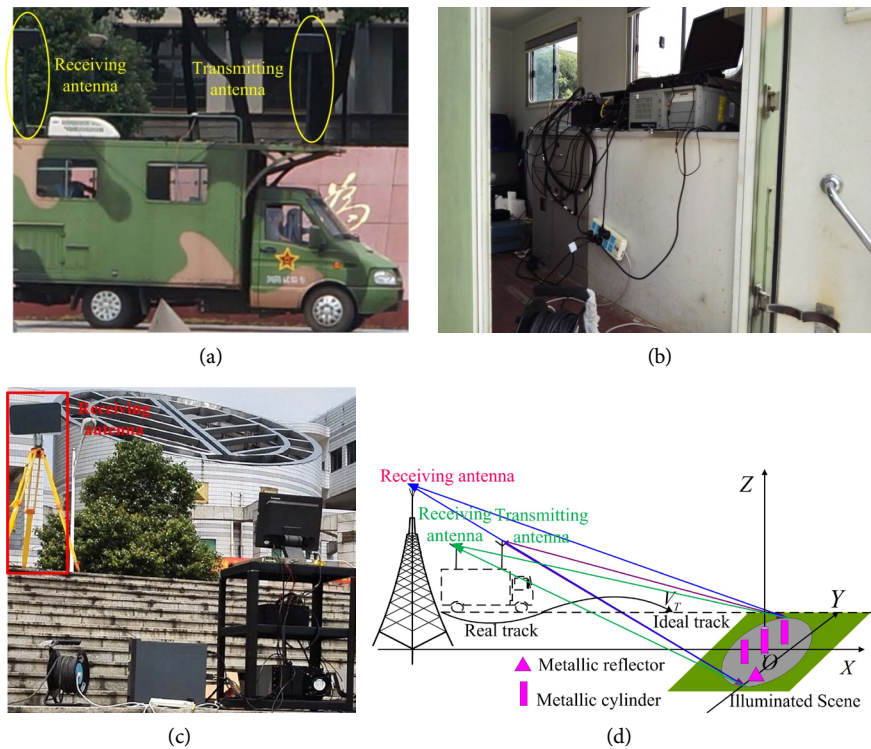 Receiving
antenna
Transmitting
antenna
(a)
(b)
Receiving
antenna
(c)
Receiving antenna
Receiving
antenna
Transmitting
antenna
Z
Y
V_T
Ideal track
Real track
O
X
Metallic reflector
Metallic cylinder
Illuminated Scene
(d)